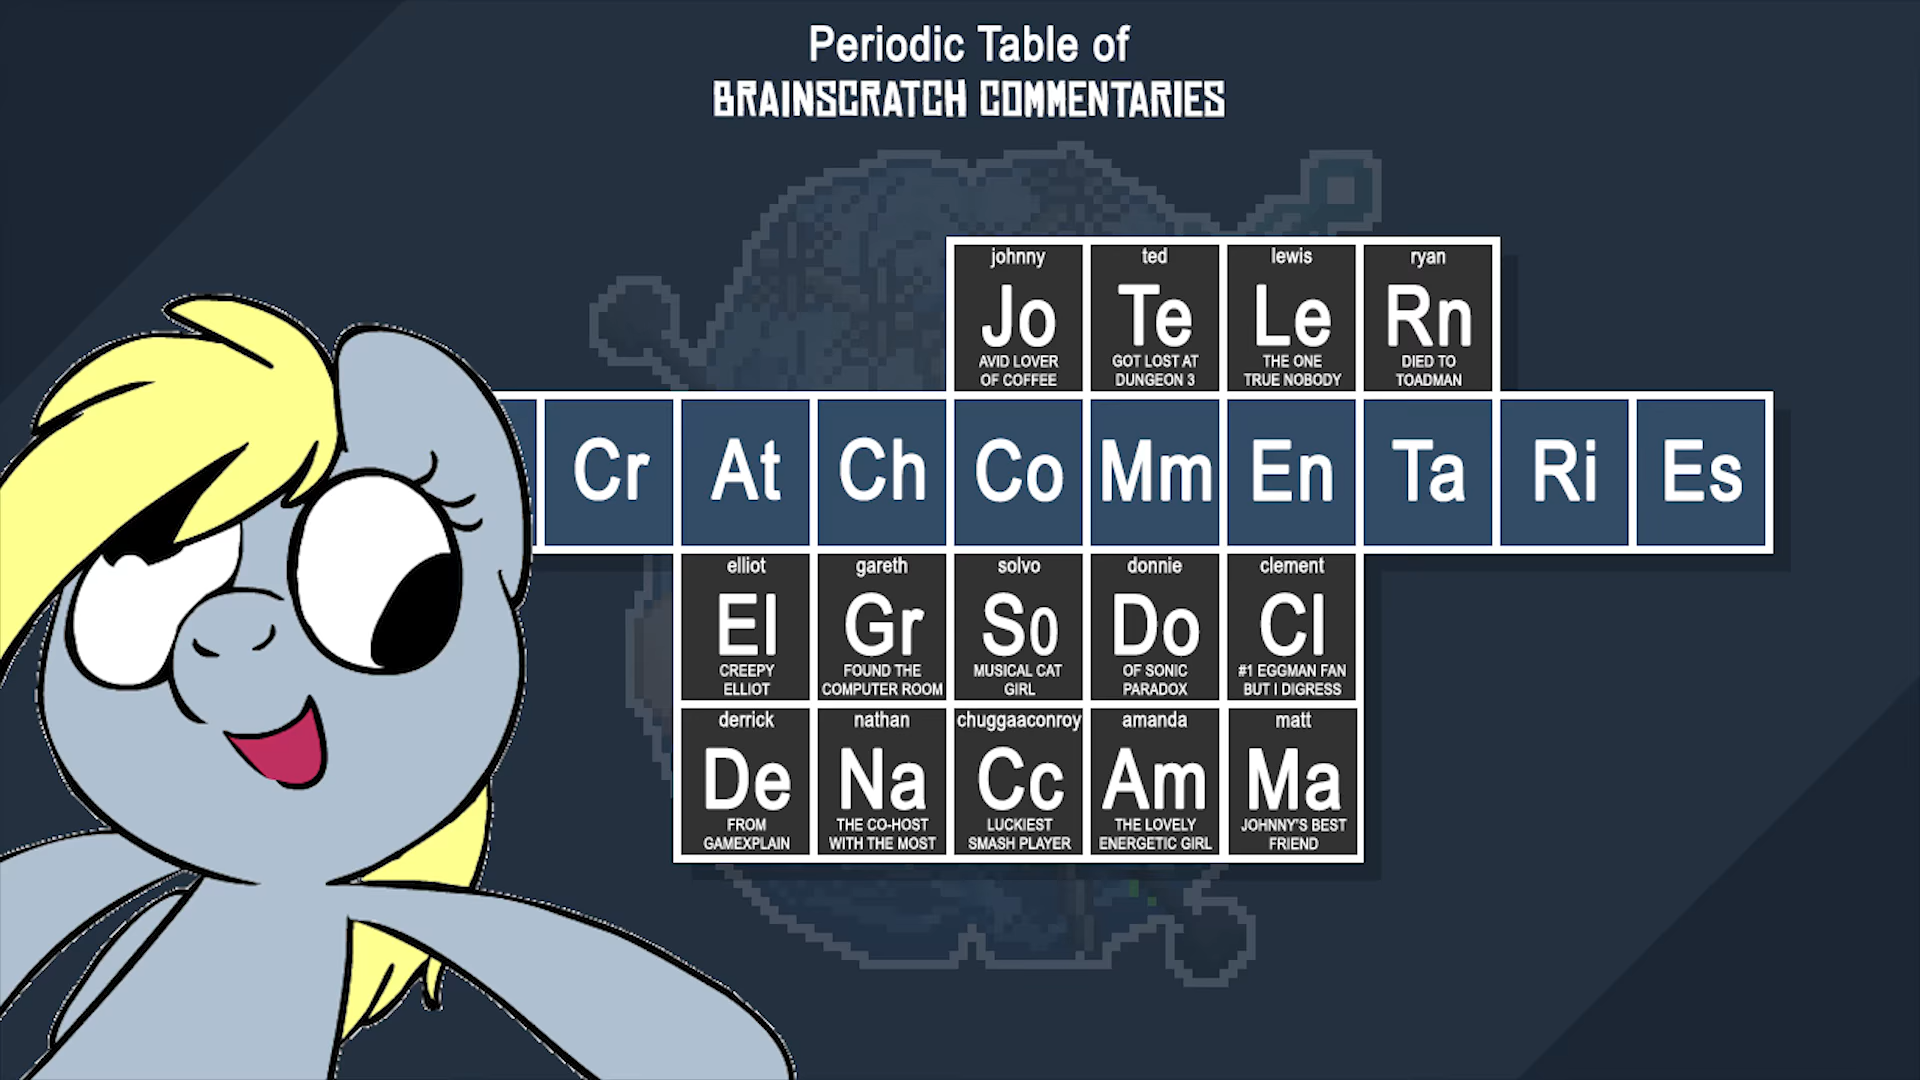 Periodic Table of
BRAINSCRATCH COMMENTARIES
johnny ted lewis ryan
Jo Te Le Rn
AVID LOVER GOT LOST AT THE ONE DIED TO
OF COFFEE DUNGEON 3 TRUE NOBODY TOADMAN
Cr At Ch Co Mm En Ta Ri Es
elliot gareth solvo donnie clement
El Gr So Do Cl
CREEPY FOUND THE MUSICAL CAT OF SONIC #1 EGGMAN FAN
ELLIOT COMPUTER ROOM GIRL PARADOX BUT I DIGRESS
derrick nathan chuggaaconroy amanda matt
De Na Cc Am Ma
FROM THE CO-HOST LUCKIEST THE LOVELY JOHNNY'S BEST
GAMEXPLAIN WITH THE MOST SMASH PLAYER ENERGETIC GIRL FRIEND